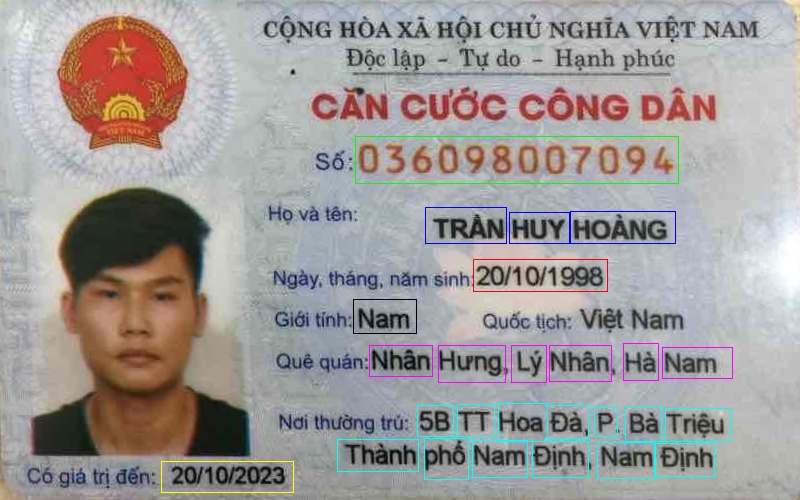 CỘNG HÒA XÃ HỘI CHỦ NGHĨA VIỆT NAM
Độc lập - Tự do - Hạnh phúc
CĂN CƯỚC CÔNG DÂN
Số: 036098007094
Họ và tên: TRẦN HUY HOÀNG
Ngày, tháng, năm sinh: 20/10/1998
Giới tính: Nam Quốc tịch: Việt Nam
Quê quán: Nhân Hưng, Lý Nhân, Hà Nam
Nơi thường trú: 5B TT Hoa Đà, P. Bà Triệu
Thành phố Nam Định, Nam Định
Có giá trị đến: 20/10/2023
VIỆT NAM